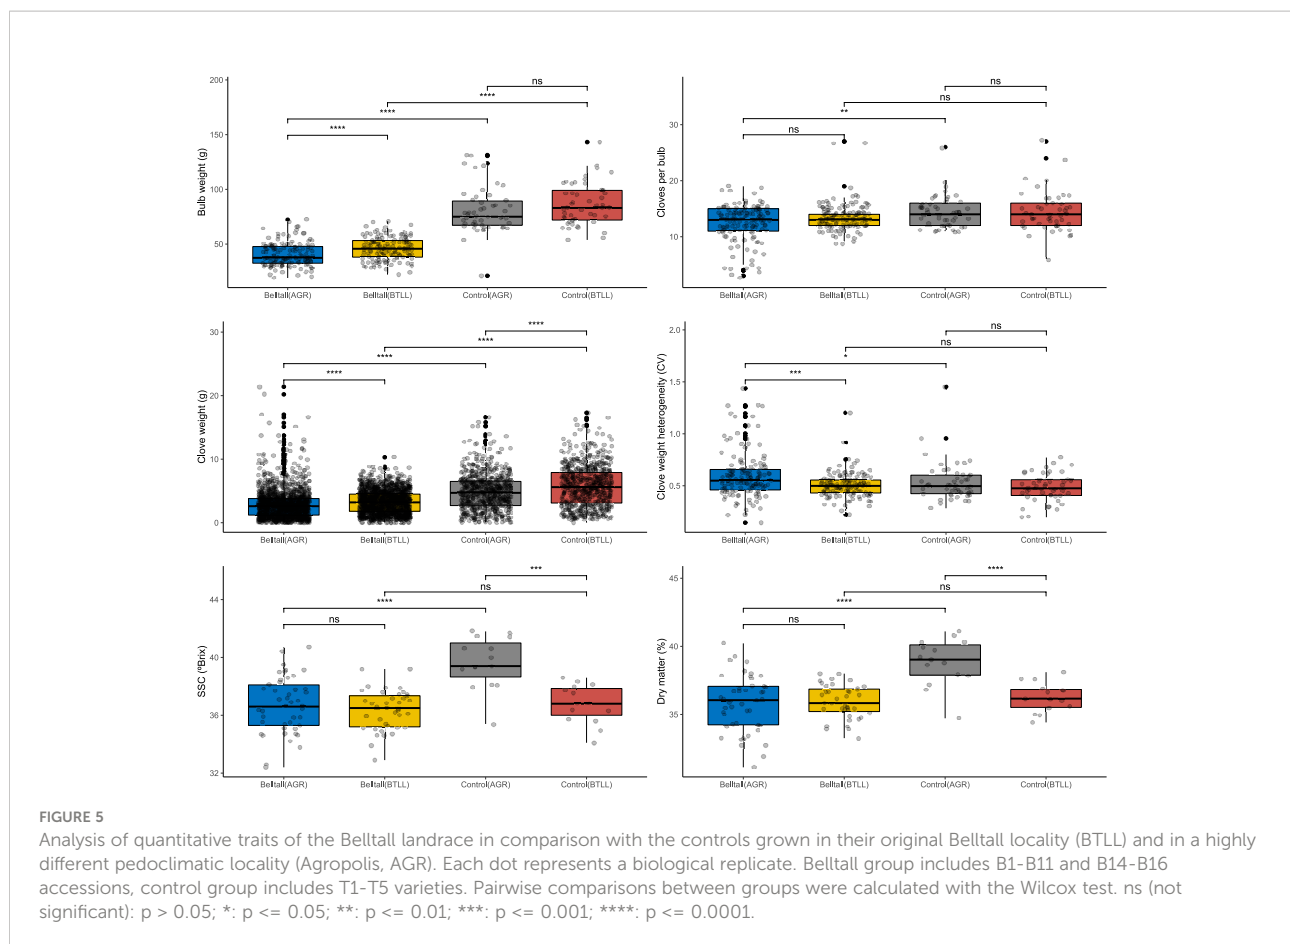 ns
****
****
****
200
150
100
50
Bulb weight (g)
Belltall(AGR) Belltall(BTLL) Control(AGR) Control(BTLL)
ns
ns
**
ns
30
20
10
Cloves per bulb
Belltall(AGR) Belltall(BTLL) Control(AGR) Control(BTLL)
****
****
****
****
30
20
10
0
Clove weight (g)
Belltall(AGR) Belltall(BTLL) Control(AGR) Control(BTLL)
ns
ns
*
***
2.0
1.5
1.0
0.5
Clove weight heterogeneity (CV)
Belltall(AGR) Belltall(BTLL) Control(AGR) Control(BTLL)
***
ns
****
ns
44
40
36
32
SSC (ºBrix)
Belltall(AGR) Belltall(BTLL) Control(AGR) Control(BTLL)
****
ns
****
ns
45
40
35
Dry matter (%)
Belltall(AGR) Belltall(BTLL) Control(AGR) Control(BTLL)
FIGURE 5
Analysis of quantitative traits of the Belltall landrace in comparison with the controls grown in their original Belltall locality (BTLL) and in a highly
different pedoclimatic locality (Agropolis, AGR). Each dot represents a biological replicate. Belltall group includes B1-B11 and B14-B16
accessions, control group includes T1-T5 varieties. Pairwise comparisons between groups were calculated with the Wilcox test. ns (not
significant): p > 0.05; *: p <= 0.05; **: p <= 0.01; ***: p <= 0.001; ****: p <= 0.0001.